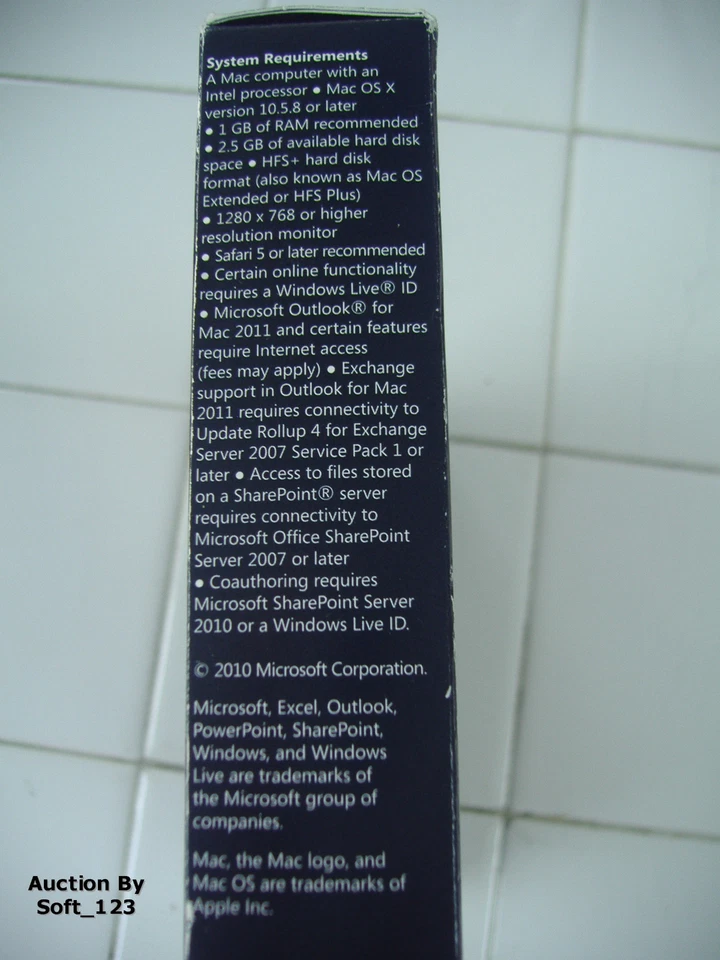 System Requirements
A Mac computer with an
Intel processor ● Mac OS X
version 10.5.8 or later
● 1 GB of RAM recommended
● 2.5 GB of available hard disk
space ● HFS+ hard disk
format (also known as Mac OS
Extended or HFS Plus)
● 1280 x 768 or higher
resolution monitor
● Safari 5 or later recommended
● Certain online functionality
requires a Windows Live® ID
● Microsoft Outlook® for
Mac 2011 and certain features
require Internet access
(fees may apply) ● Exchange
support in Outlook for Mac
2011 requires connectivity to
Update Rollup 4 for Exchange
Server 2007 Service Pack 1 or
later ● Access to files stored
on a SharePoint® server
requires connectivity to
Microsoft Office SharePoint
Server 2007 or later
● Coauthoring requires
Microsoft SharePoint Server
2010 or a Windows Live ID.
© 2010 Microsoft Corporation.
Microsoft, Excel, Outlook,
PowerPoint, SharePoint,
Windows, and Windows
Live are trademarks of
the Microsoft group of
companies.
Mac, the Mac logo, and
Mac OS are trademarks of
Apple Inc.
Auction By
Soft_123